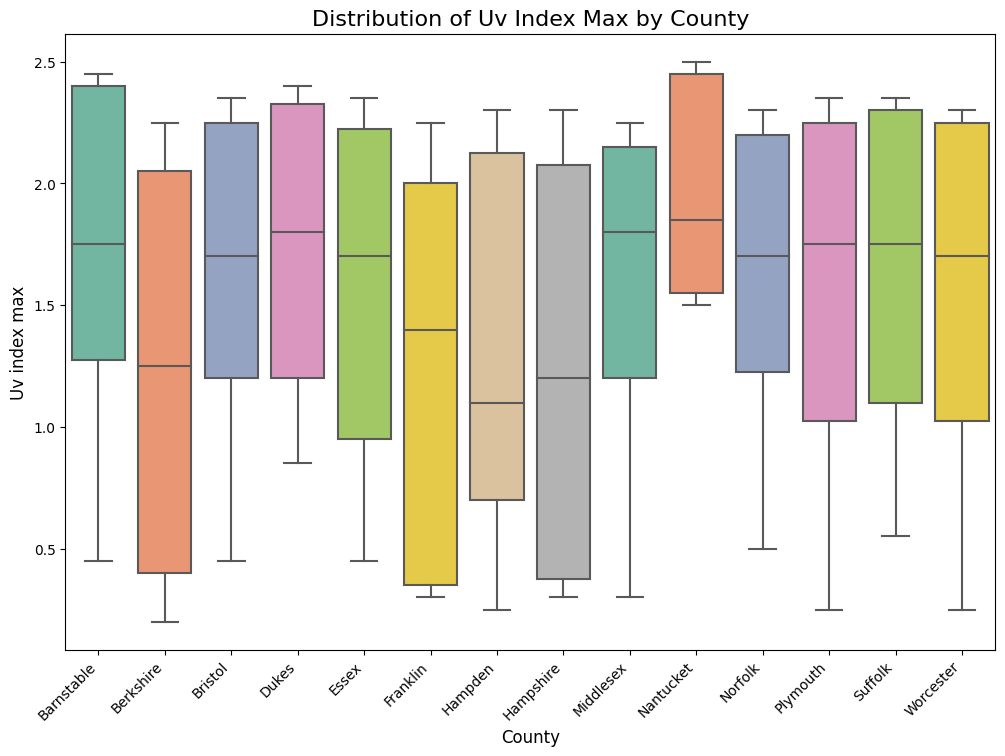 Distribution of Uv Index Max by County
Uv index max
2.5
2.0
1.5
1.0
0.5
Barnstable
Berkshire
Bristol
Dukes
Essex
Franklin
Hampden
Hampshire
Middlesex
Nantucket
Norfolk
Plymouth
Suffolk
Worcester
County